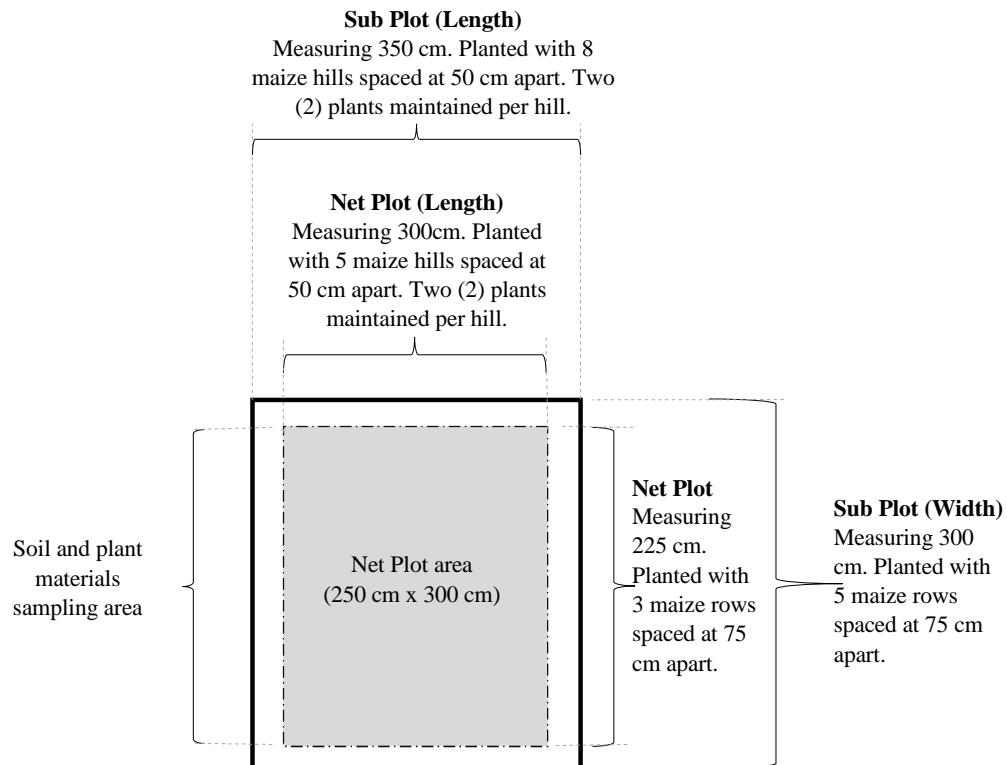 Sub Plot (Length)
Measuring 350 cm. Planted with 8
maize hills spaced at 50 cm apart. Two
(2) plants maintained per hill.
Net Plot (Length)
Measuring 300cm. Planted
with 5 maize hills spaced at
50 cm apart. Two (2) plants
maintained per hill.
Soil and plant
materials
sampling area
Net Plot area
(250 cm x 300 cm)
Net Plot
Measuring
225 cm.
Planted with
3 maize rows
spaced at 75
cm apart.
Sub Plot (Width)
Measuring 300
cm. Planted with
5 maize rows
spaced at 75 cm
apart.